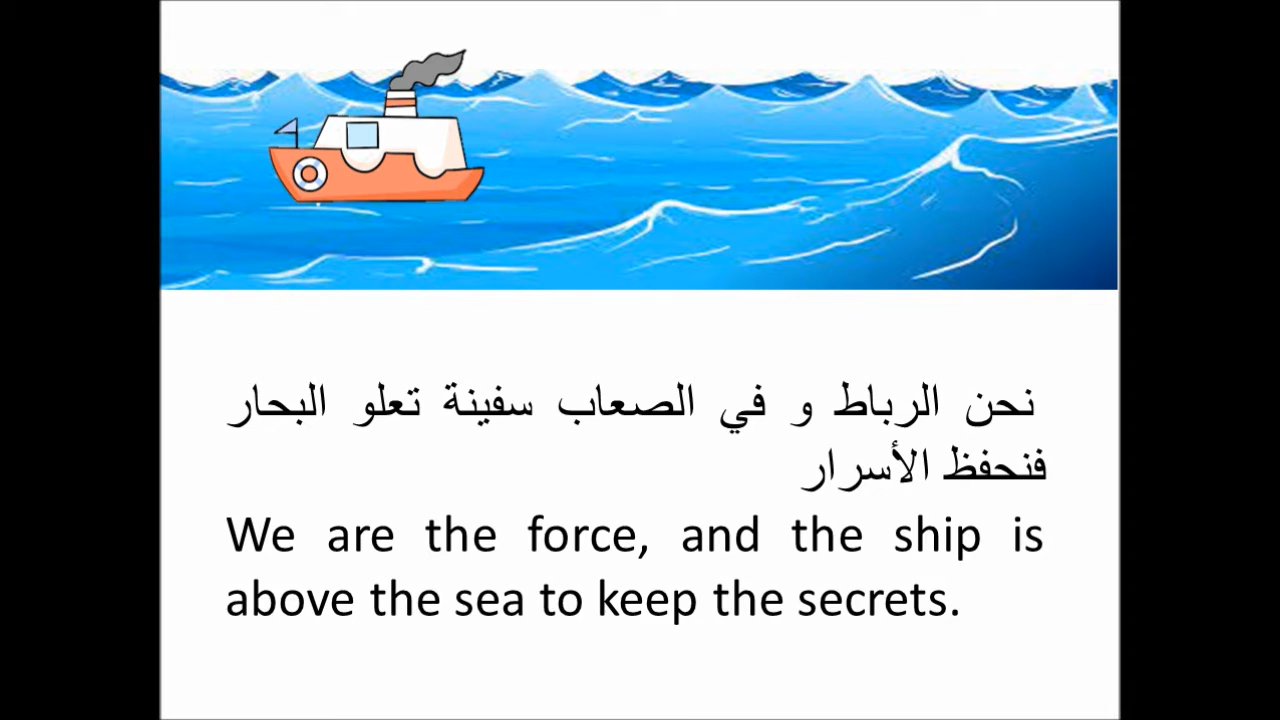 نحن الرباط و في الصعاب سفينة تعلو البحار
فنحفظ الأسرار
We are the force, and the ship is
above the sea to keep the secrets.